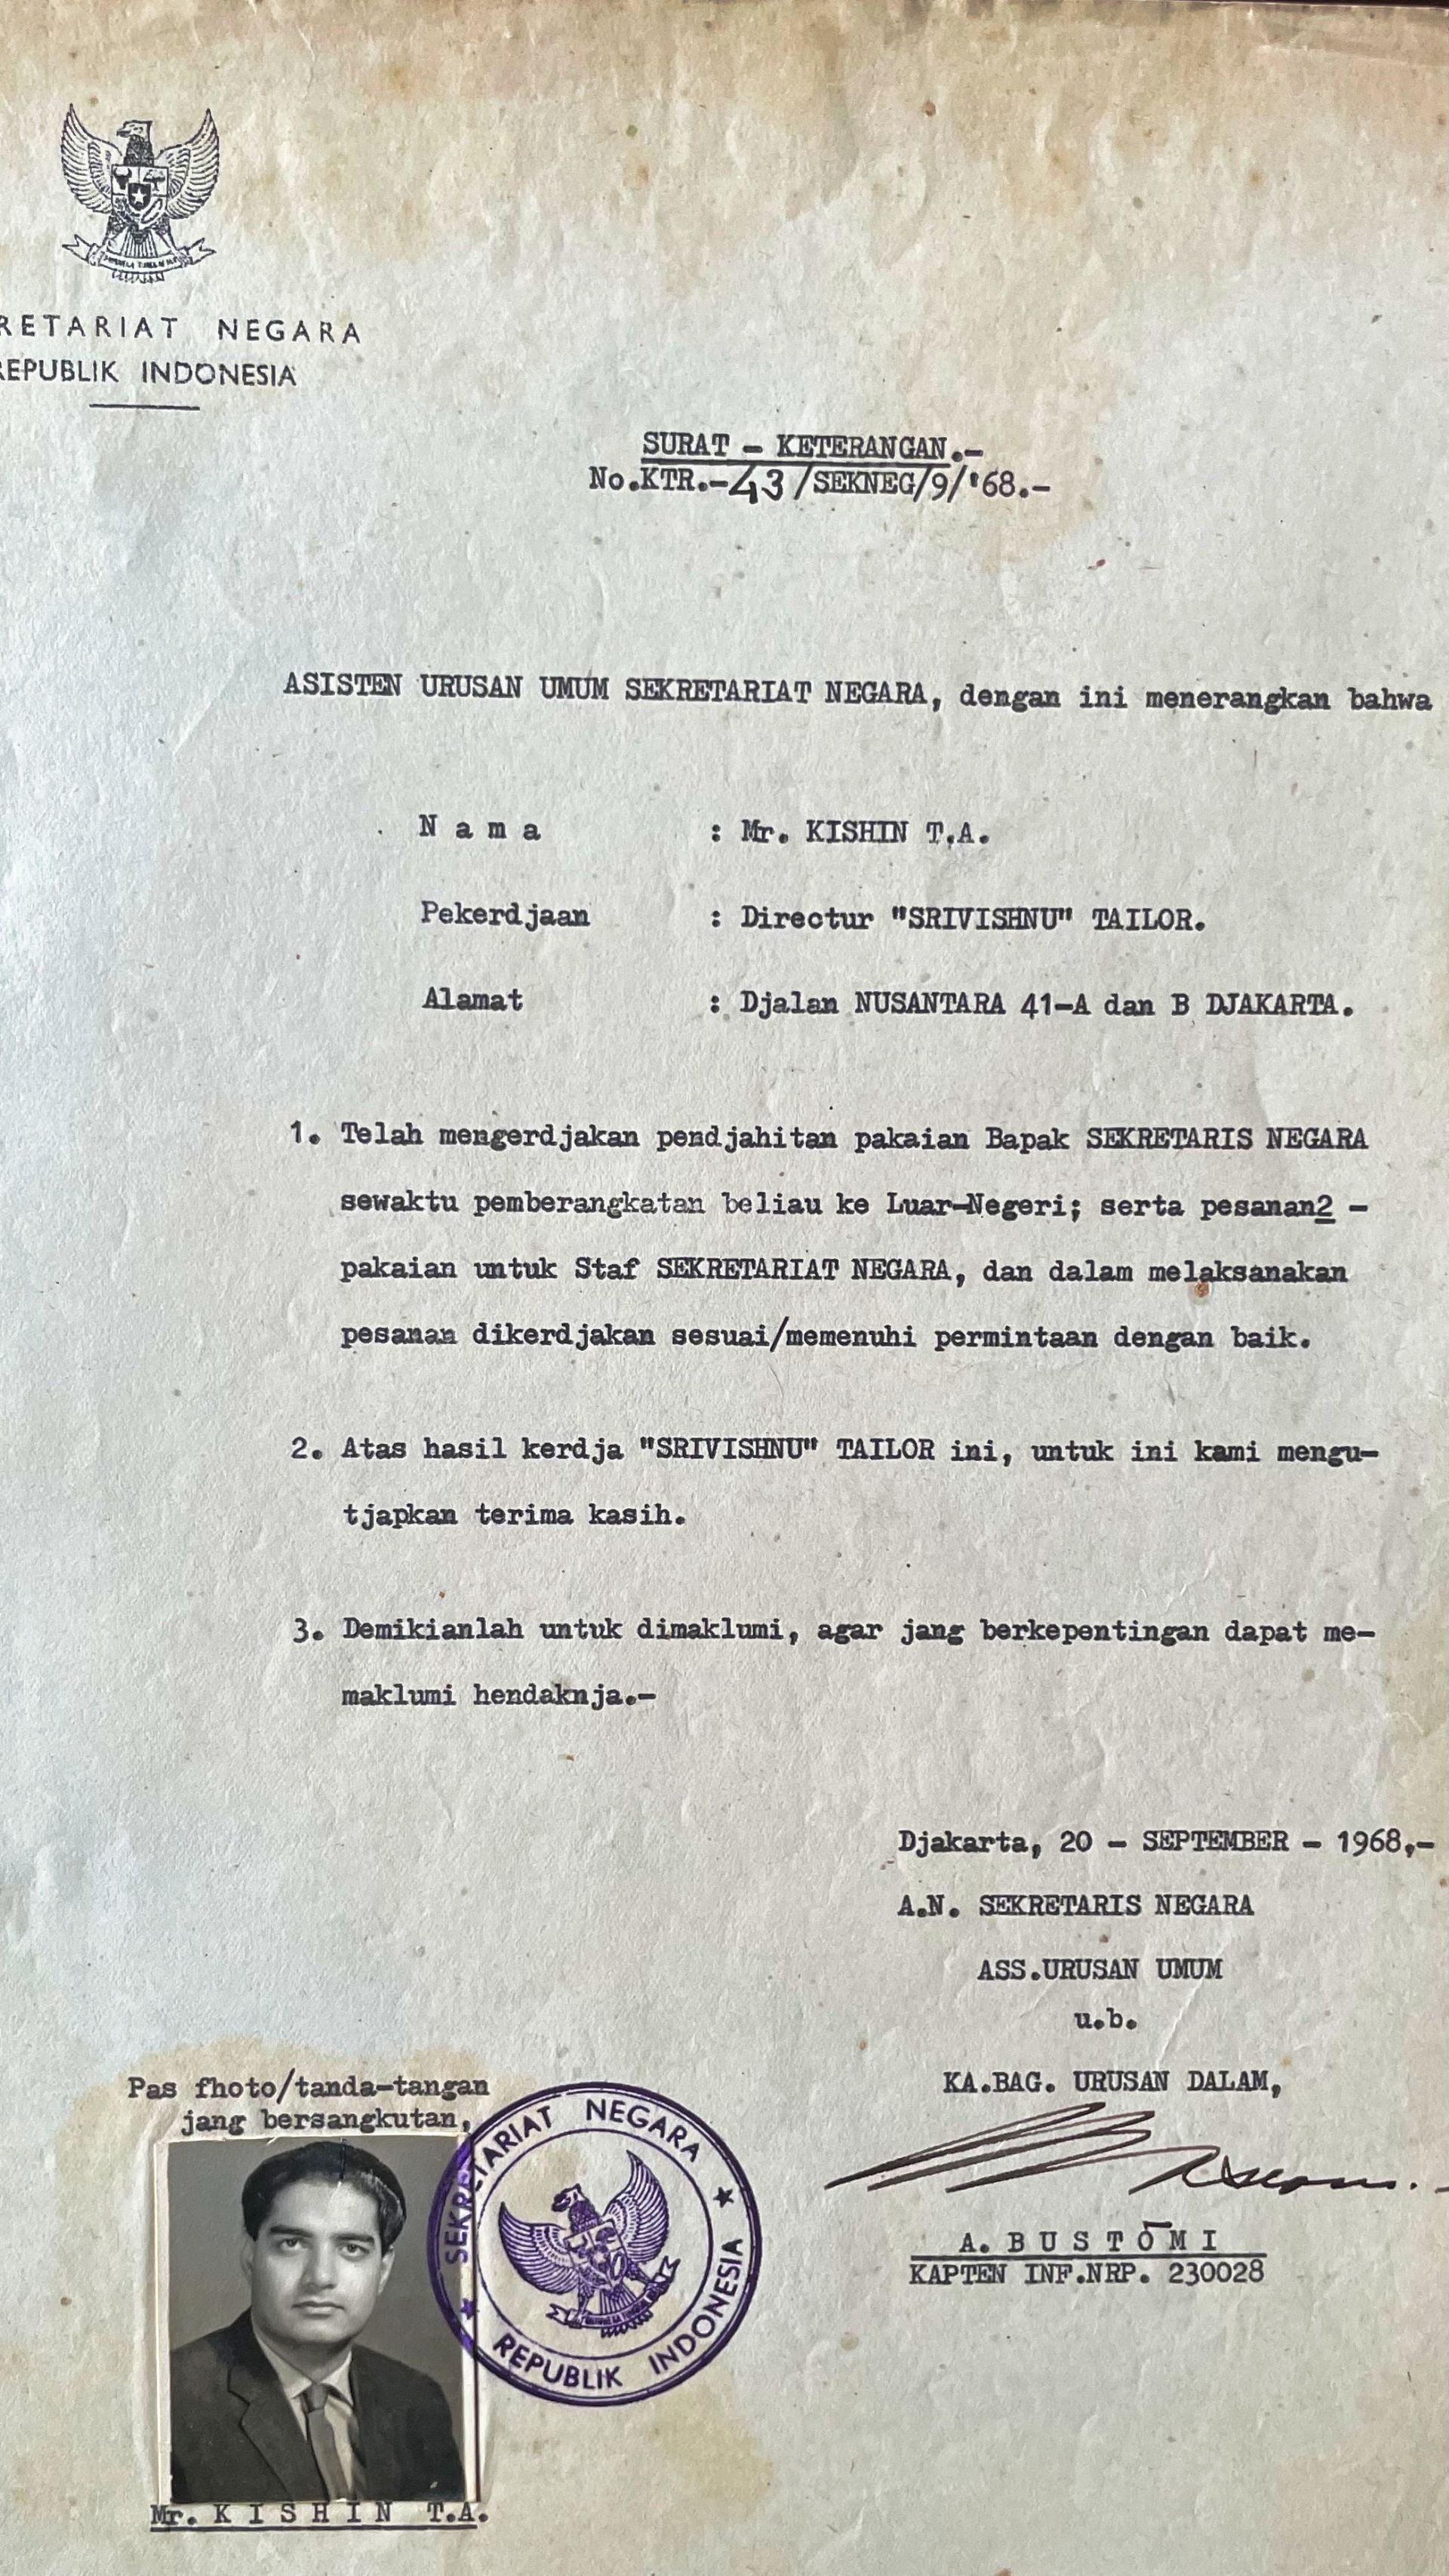 RETARIAT NEGARA
REPUBLIK INDONESIA
SURAT - KETERANGAN.-
No.KTR.-43/SEKNEG/9/'68.-
ASISTEN URUSAN UMUM SEKRETARIAT NEGARA, dengan ini menerangkan bahwa
N a m a : Mr. KISHIN T.A.
Pekerdjaan : Directur "SRIVISHNU" TAILOR.
Alamat : Djalan NUSANTARA 41-A dan B DJAKARTA.
1. Telah mengerdjakan pendjahitan pakaian Bapak SEKRETARIS NEGARA
sewaktu pemberangkatan beliau ke Luar-Negeri; serta pesanan2 -
pakaian untuk Staf SEKRETARIAT NEGARA, dan dalam melaksanakan
pesanan dikerdjakan sesuai/memenuhi permintaan dengan baik.
2. Atas hasil kerdja "SRIVISHNU" TAILOR ini, untuk ini kami mengu-
tjapkan terima kasih.
3. Demikianlah untuk dimaklumi, agar jang berkepentingan dapat me-
maklumi hendaknja.-
Djakarta, 20 - SEPTEMBER - 1968,-
A.N. SEKRETARIS NEGARA
ASS.URUSAN UMUM
u.b.
KA.BAG. URUSAN DALAM,
A. B U S T O M I
KAPTEN INF.NRP. 230028
Pas fhoto/tanda-tangan
jang bersangkutan,
SEKRETARIAT NEGARA
REPUBLIK INDONESIA
Mr. K I S H I N T.A.